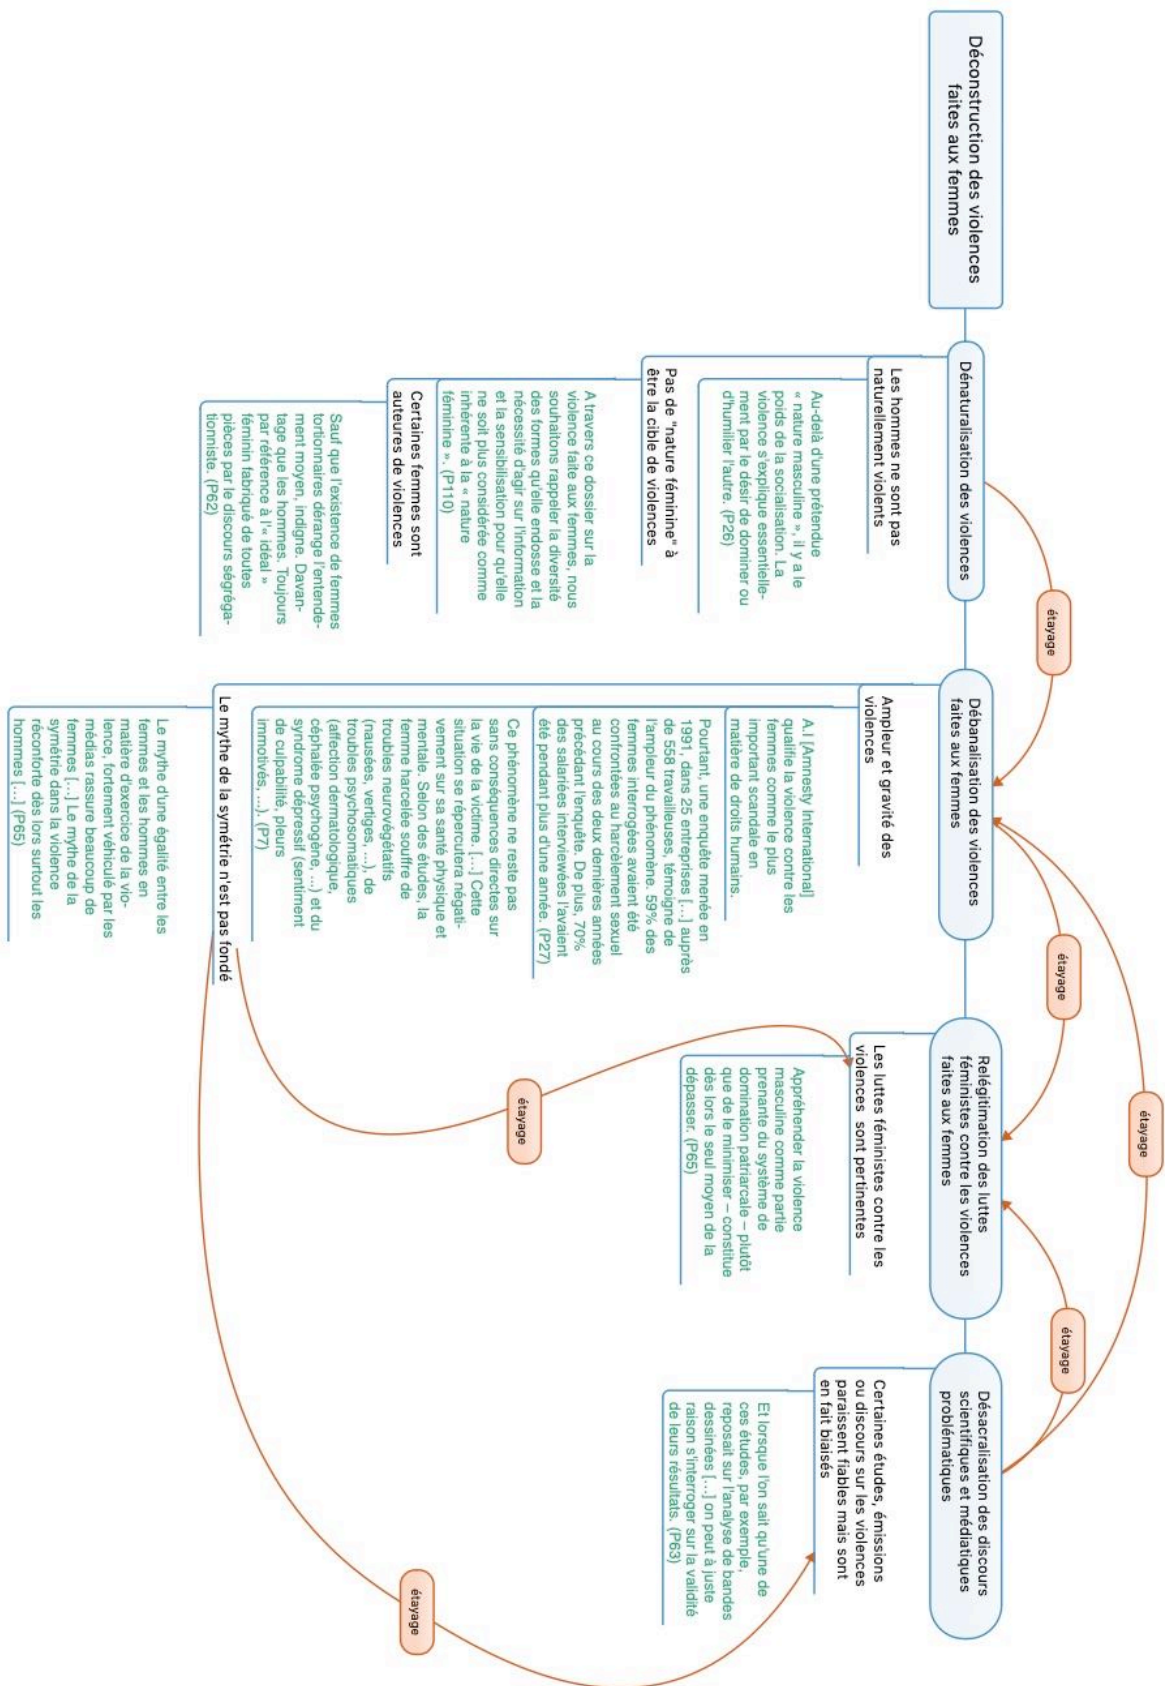 Déconstruction des violences
faites aux femmes
Dénaturalisation des violences
Les hommes ne sont pas
naturellement violents
Au-delà d'une prétendue
« nature masculine », il y a le
poids de la socialisation. La
violence s'explique essentielle-
ment par le désir de dominer ou
d'humilier l'autre. (P26)
Pas de "nature féminine" à
être la cible de violences
A travers ce dossier sur la
violence faite aux femmes, nous
souhaitons rappeler la diversité
des formes qu'elle endosse et la
nécessité d'agir sur l'information
et la sensibilisation pour qu'elle
ne soit plus considérée comme
inhérente à la « nature
féminine ». (P110)
Certaines femmes sont
auteures de violences
Sauf que l'existence de femmes
tortionnaires dérange l'entende-
ment moyen, indigne. Davan-
tage que les hommes. Toujours
par référence à l'« idéal »
féminin fabriqué de toutes
pièces par le discours ségréga-
tionniste. (P62)
étayage
Débanalisation des violences
faites aux femmes
Ampleur et gravité des
violences
A.I [Amnesty International]
qualifie la violence contre les
femmes comme le plus
important scandale en
matière de droits humains.
Pourtant, une enquête menée en
1991, dans 25 entreprises [...] auprès
de 558 travailleuses, témoigne de
l'ampleur du phénomène. 59% des
femmes interrogées avaient été
confrontées au harcèlement sexuel
au cours des deux dernières années
précédant l'enquête. De plus, 70%
des salariées interviewées l'avaient
été pendant plus d'une année. (P27)
Ce phénomène ne reste pas
sans conséquences directes sur
la vie de la victime. [...] Cette
situation se répercutera négati-
vement sur sa santé physique et
mentale. Selon des études, la
femme harcelée souffre de
troubles neurovégétatifs
(nausées, vertiges, ...), de
troubles psychosomatiques
(affection dermatologique,
céphalée psychogène, ...) et du
syndrome dépressif (sentiment
de culpabilité, pleurs
immotivés, ...). (P7)
Le mythe de la symétrie n'est pas fondé
Le mythe d'une égalité entre les
femmes et les hommes en
matière d'exercice de la vio-
lence, fortement véhiculé par les
médias rassure beaucoup de
femmes [...] Le mythe de la
symétrie dans la violence
réconforte dès lors surtout les
hommes [...] (P65)
étayage
étayage
étayage
Relégitimation des luttes
féministes contre les violences
faites aux femmes
Les luttes féministes contre les
violences sont pertinentes
Appréhender la violence
masculine comme partie
prenante du système de
domination patriarcale – plutôt
que de le minimiser – constitue
dès lors le seul moyen de la
dépasser. (P65)
étayage
Désacralisation des discours
scientifiques et médiatiques
problématiques
Certaines études, émissions
ou discours sur les violences
paraissent fiables mais sont
en fait biaisés
Et lorsque l'on sait qu'une de
ces études, par exemple,
reposait sur l'analyse de bandes
dessinées [...] on peut à juste
raison s'interroger sur la validité
de leurs résultats. (P63)
étayage